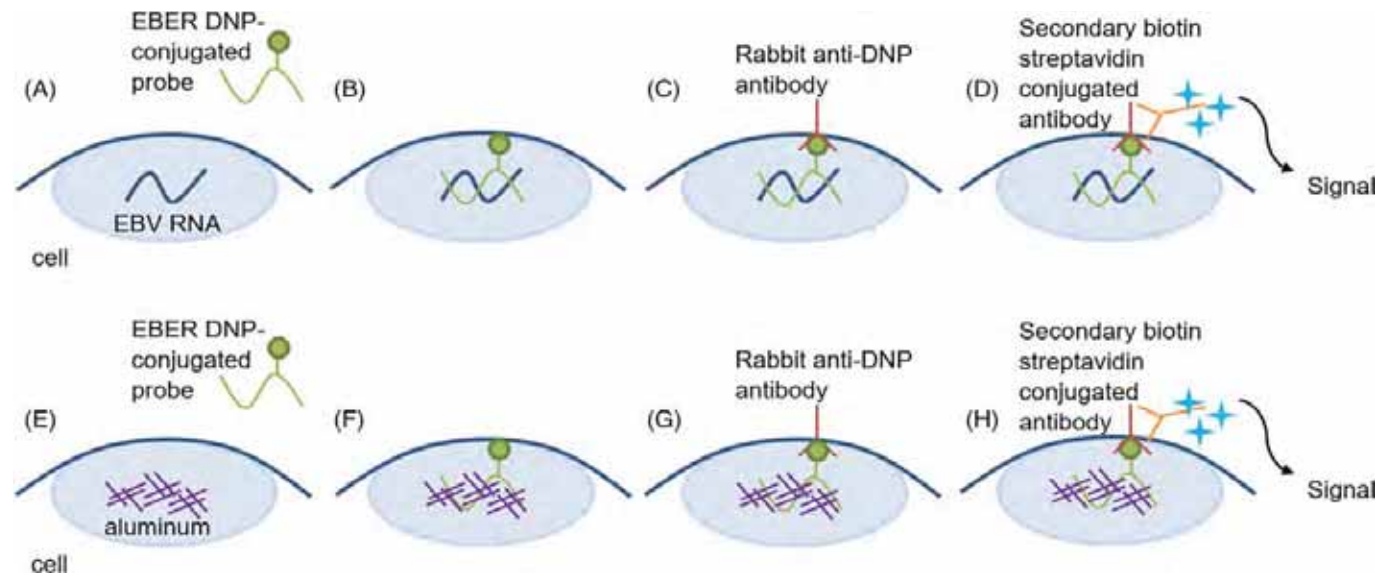 (A)
EBER DNP-
conjugated
probe
EBV RNA
cell
(B)
(C)
Rabbit anti-DNP
antibody
(D)
Secondary biotin
streptavidin
conjugated
antibody
Signal
(E)
EBER DNP-
conjugated
probe
aluminum
cell
(F)
(G)
Rabbit anti-DNP
antibody
(H)
Secondary biotin
streptavidin
conjugated
antibody
Signal